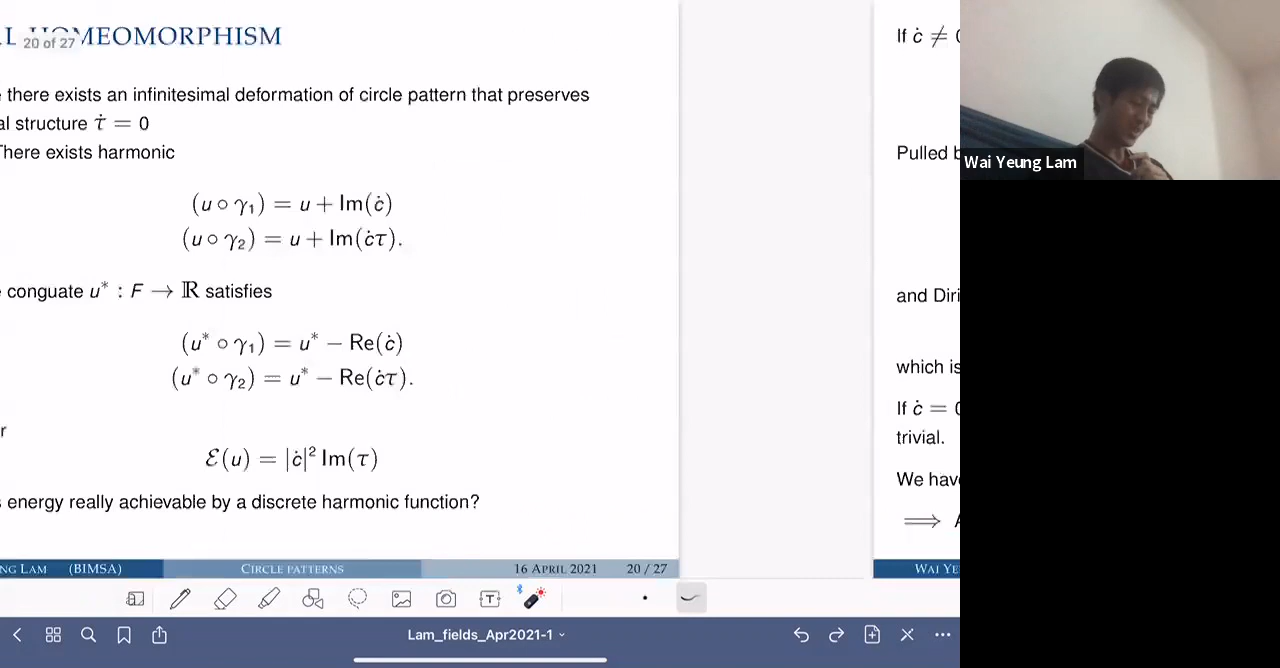 L HOMEOMORPHISM
20 of 27
there exists an infinitesimal deformation of circle pattern that preserves
al structure τ̇ = 0
There exists harmonic
(u ∘ γ₁) = u + Im(ċ)
(u ∘ γ₂) = u + Im(ċτ).
conguate u* : F → ℝ satisfies
(u* ∘ γ₁) = u* − Re(ċ)
(u* ∘ γ₂) = u* − Re(ċτ).
r
ℰ(u) = |ċ|² Im(τ)
s energy really achievable by a discrete harmonic function?
NG LAM (BIMSA) CIRCLE PATTERNS 16 APRIL 2021 20 / 27
If ċ ≠ 0
Pulled b
and Diri
which is
If ċ = 0
trivial.
We hav
⟹
WAI YE
Wai Yeung Lam
T
Lam_fields_Apr2021-1